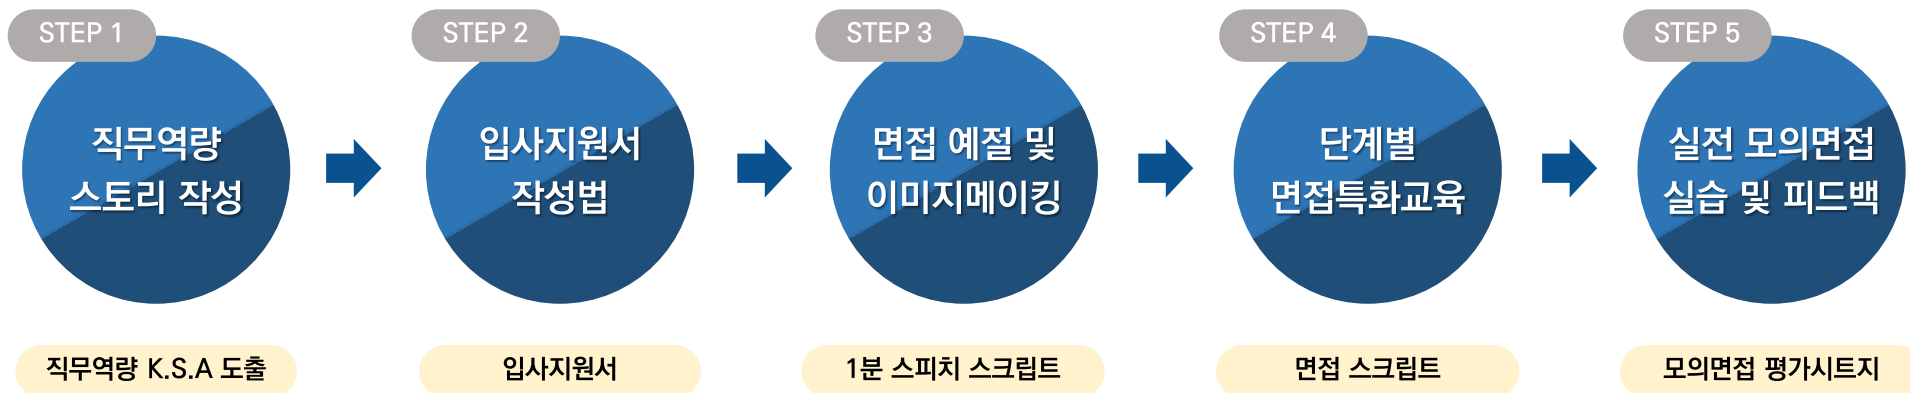 STEP 1
직무역량
스토리 작성
직무역량 K.S.A 도출
STEP 2
입사지원서
작성법
입사지원서
STEP 3
면접 예절 및
이미지메이킹
1분 스피치 스크립트
STEP 4
단계별
면접특화교육
면접 스크립트
STEP 5
실전 모의면접
실습 및 피드백
모의면접 평가시트지